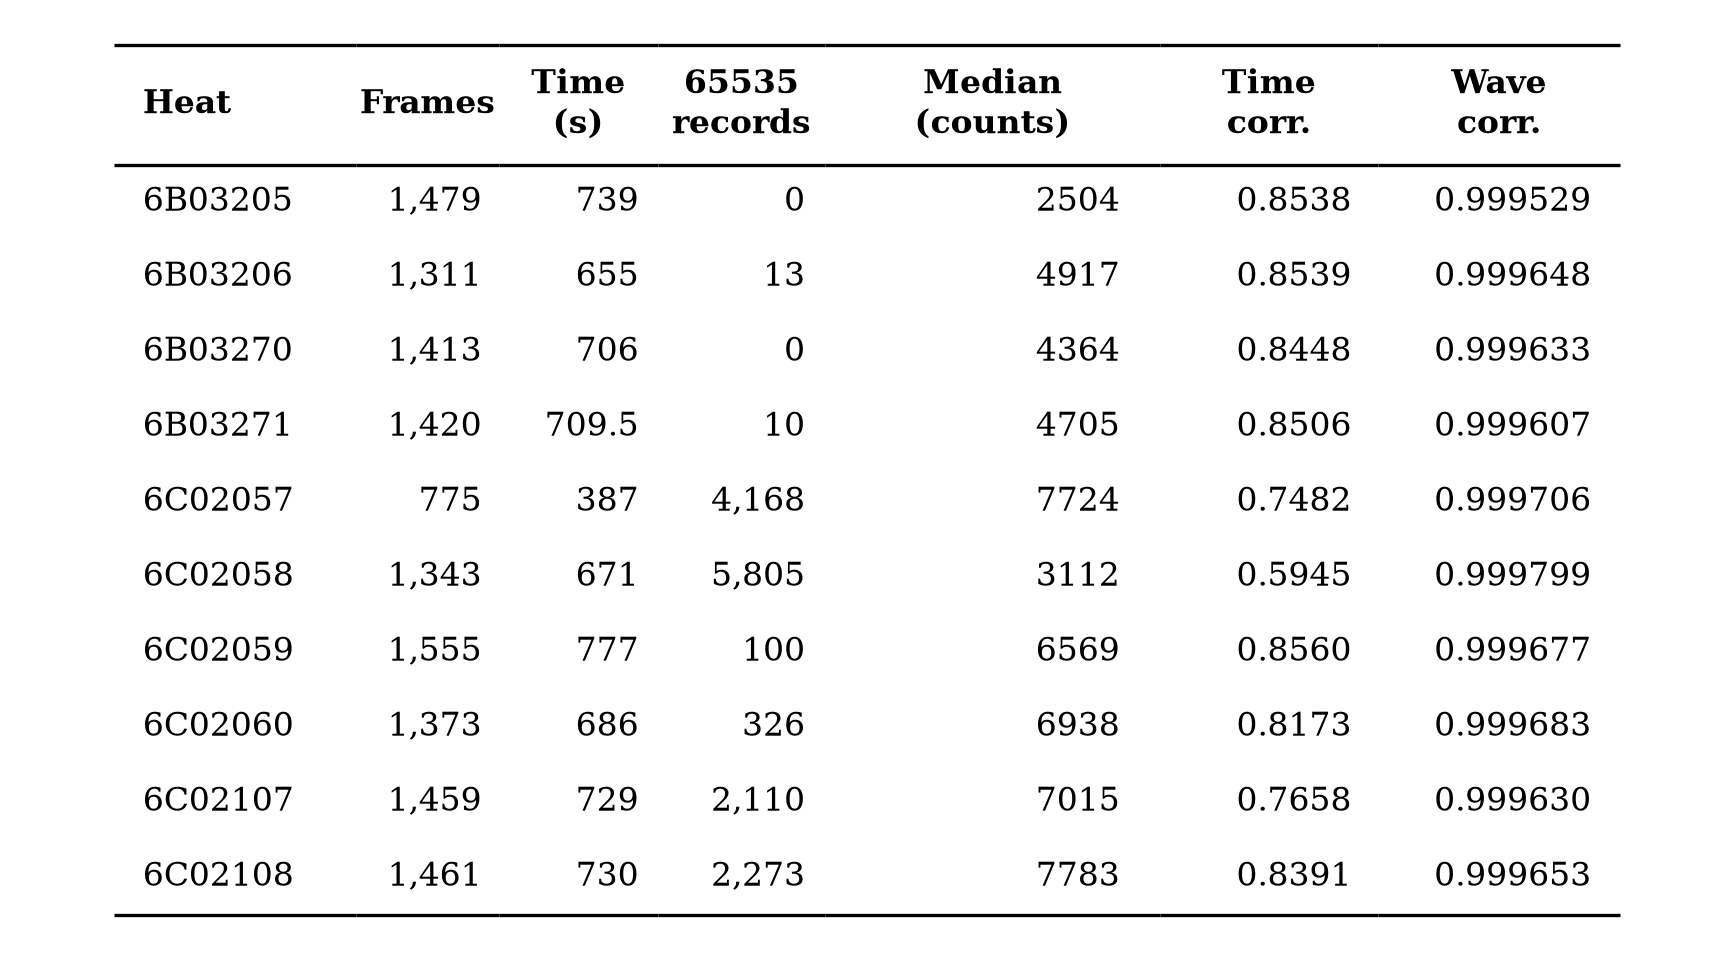 Heat Frames Time (s) 65535 records Median (counts) Time corr. Wave corr.
6B03205 1,479 739 0 2504 0.8538 0.999529
6B03206 1,311 655 13 4917 0.8539 0.999648
6B03270 1,413 706 0 4364 0.8448 0.999633
6B03271 1,420 709.5 10 4705 0.8506 0.999607
6C02057 775 387 4,168 7724 0.7482 0.999706
6C02058 1,343 671 5,805 3112 0.5945 0.999799
6C02059 1,555 777 100 6569 0.8560 0.999677
6C02060 1,373 686 326 6938 0.8173 0.999683
6C02107 1,459 729 2,110 7015 0.7658 0.999630
6C02108 1,461 730 2,273 7783 0.8391 0.999653